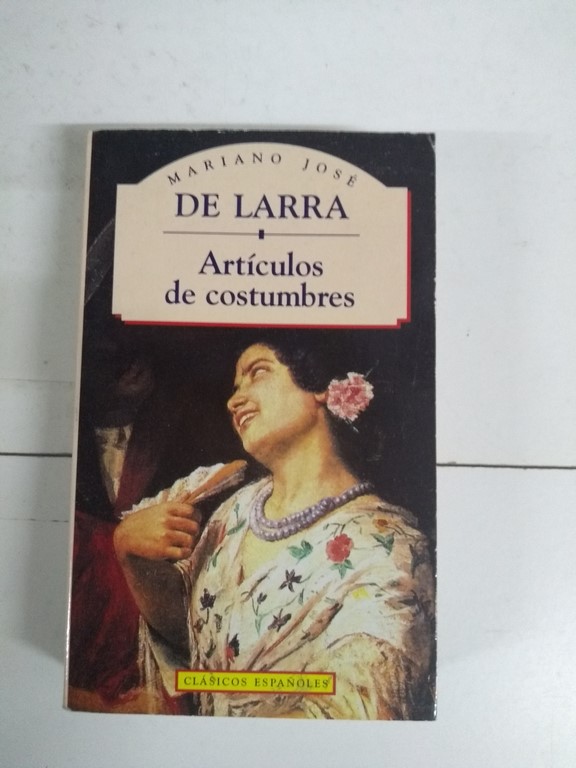 MARIANO JOSÉ
DE LARRA
Artículos
de costumbres
CLÁSICOS ESPAÑOLES